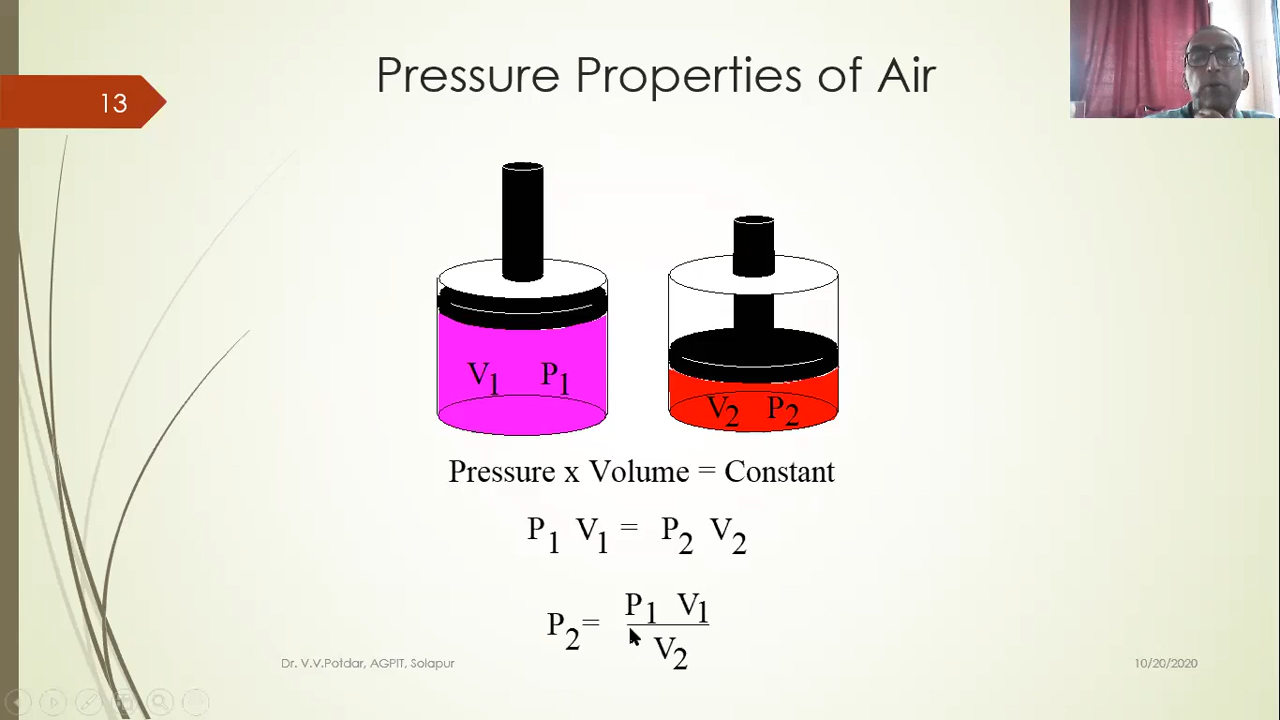 Pressure Properties of Air
13
V1 P1
V2 P2
Pressure x Volume = Constant
P1 V1 = P2 V2
P2 = P1 V1
V2
Dr. V.V.Potdar, AGPIT, Solapur
10/20/2020